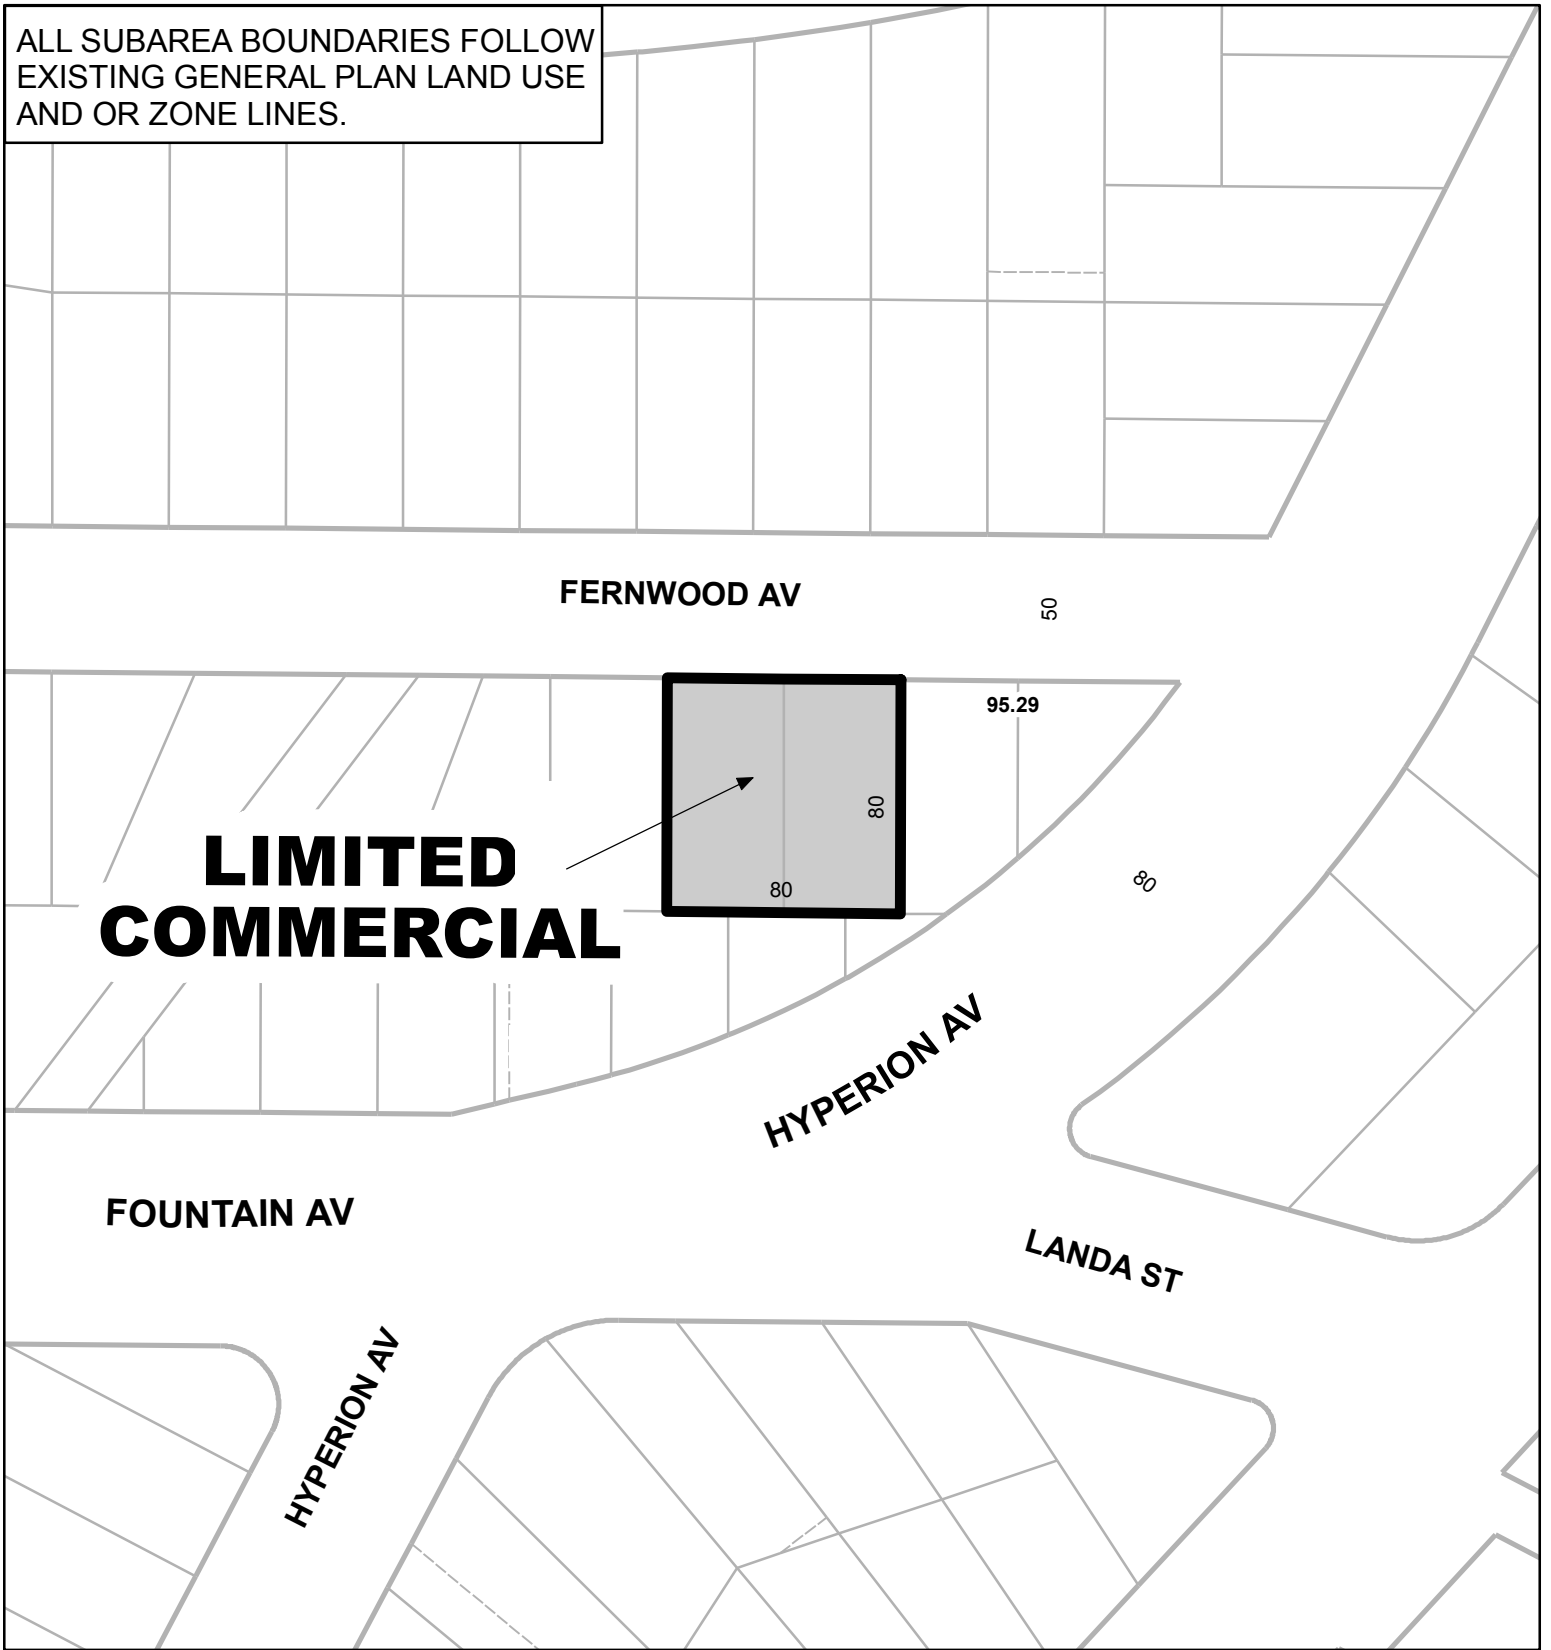 ALL SUBAREA BOUNDARIES FOLLOW
EXISTING GENERAL PLAN LAND USE
AND OR ZONE LINES.
FERNWOOD AV
50
95.29
80
80
80
LIMITED
COMMERCIAL
HYPERION AV
FOUNTAIN AV
LANDA ST
HYPERION AV